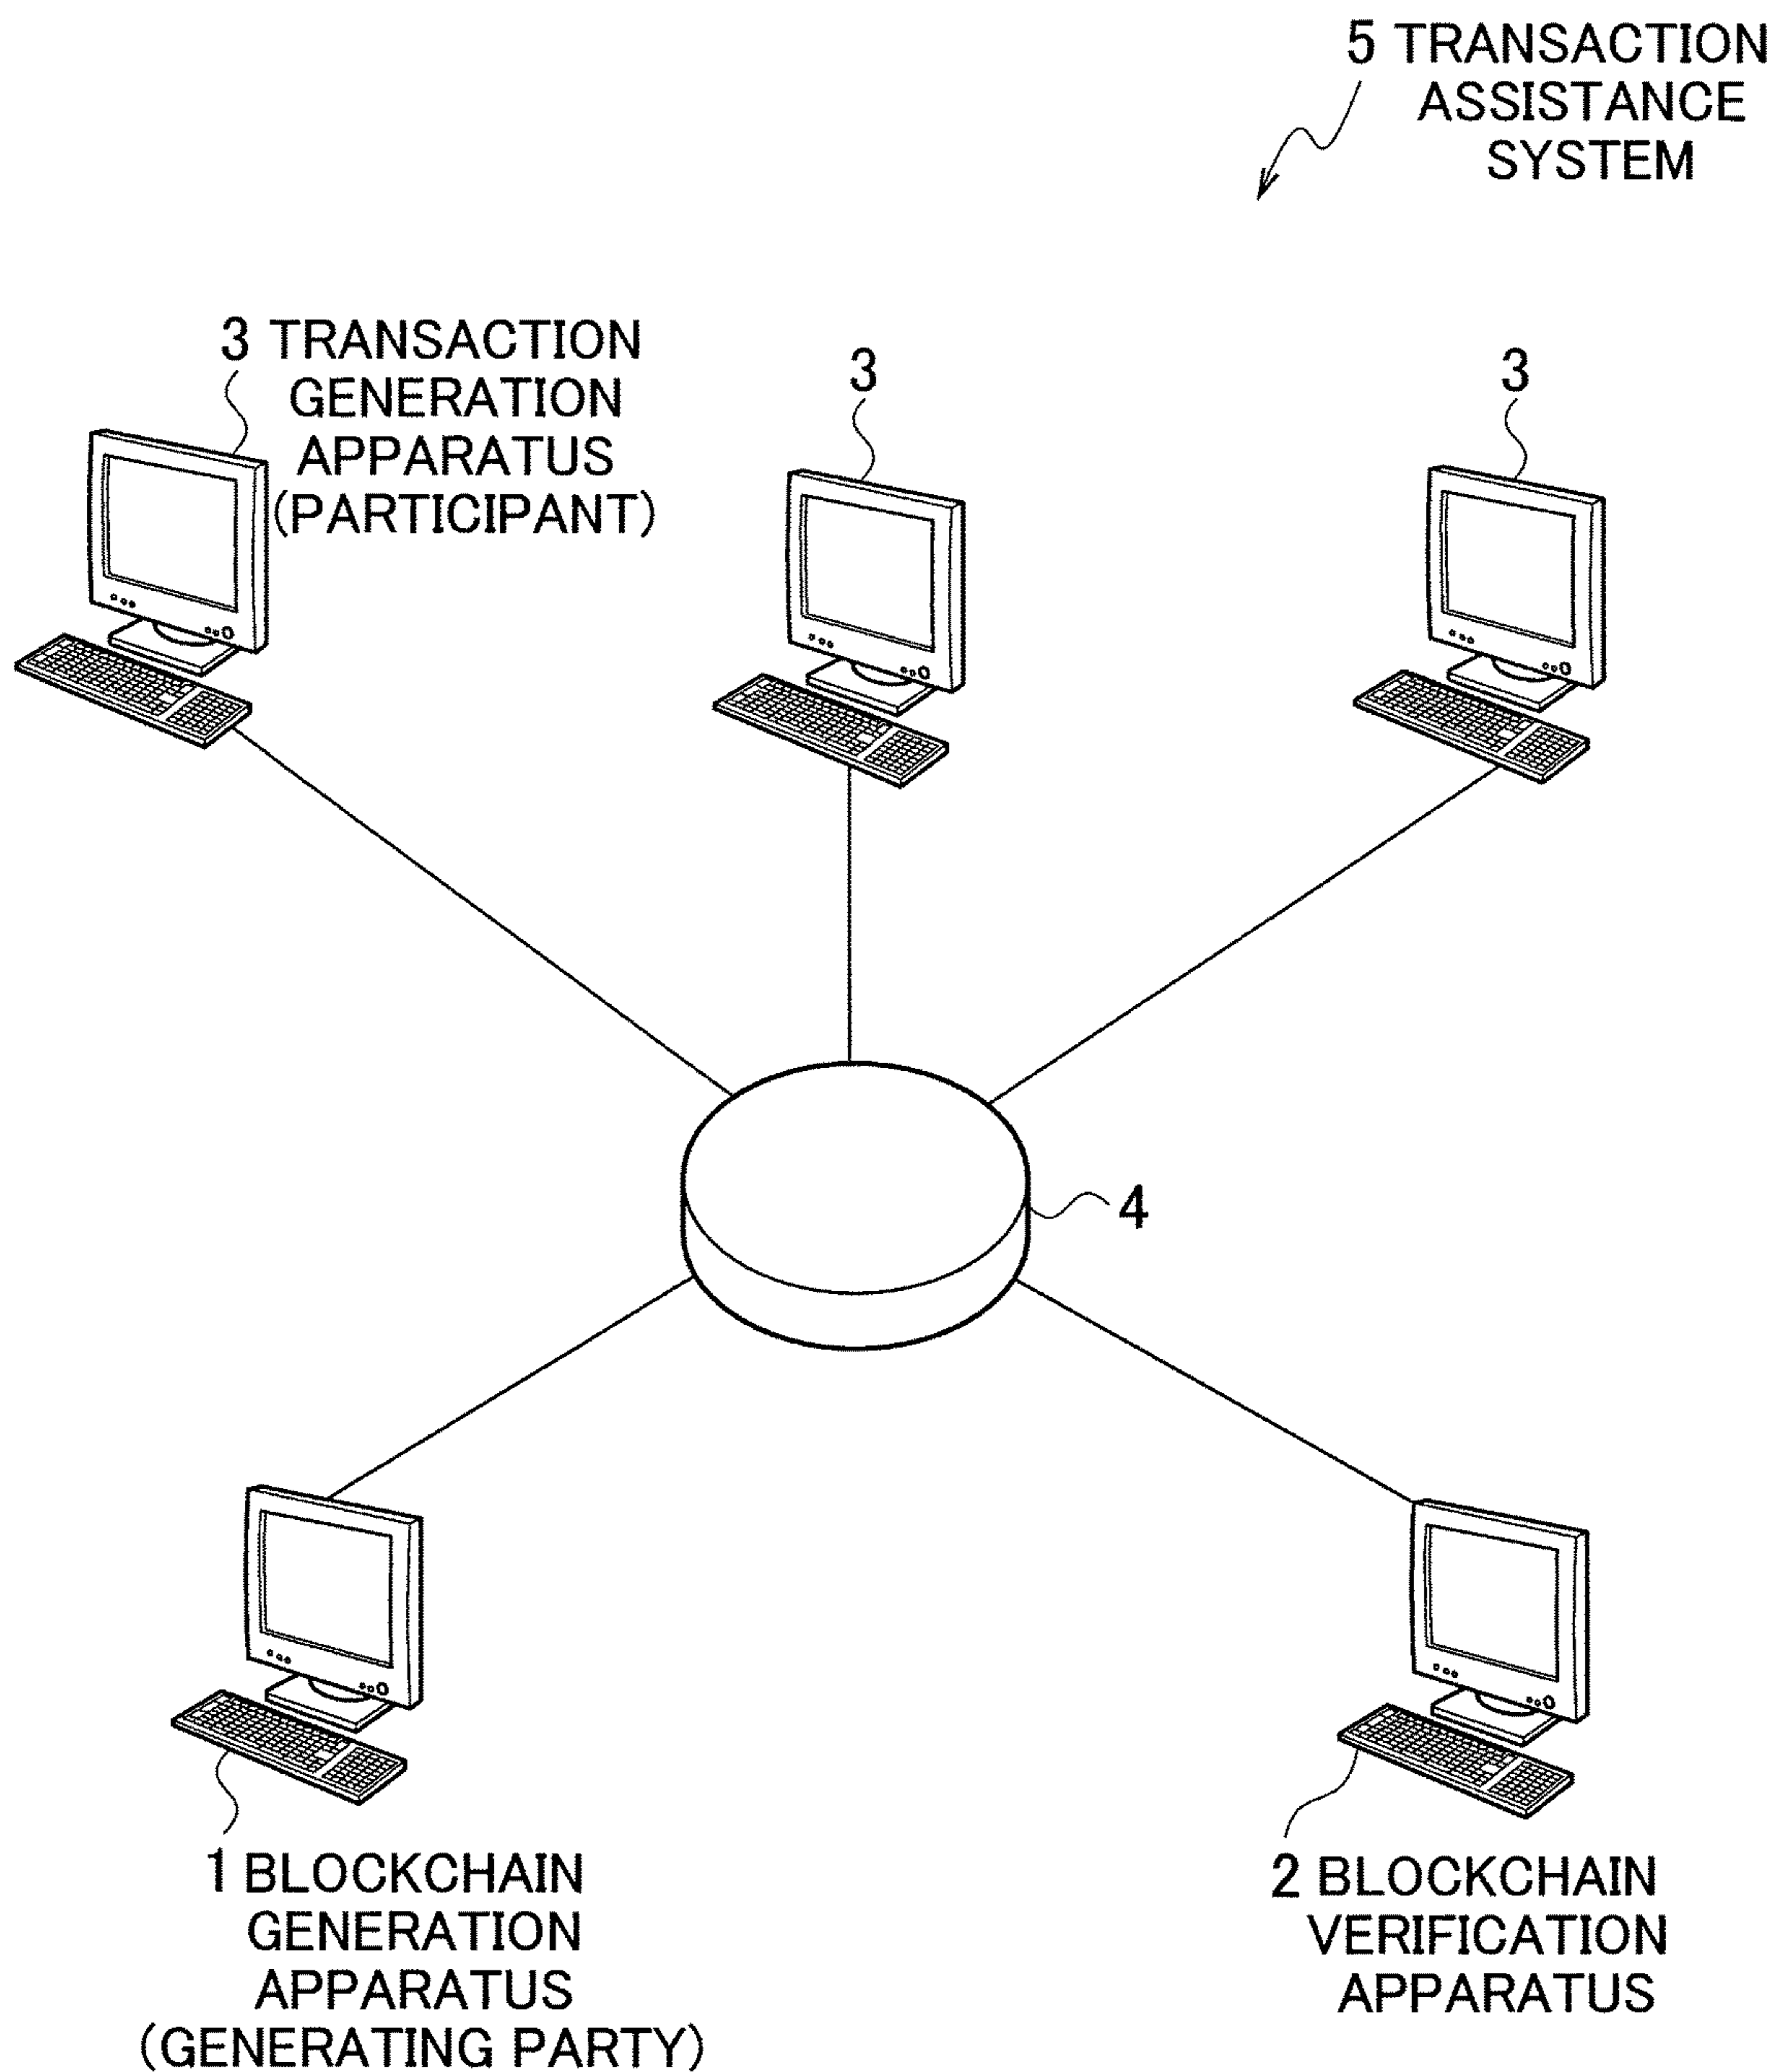 5 TRANSACTION
ASSISTANCE
SYSTEM
3 TRANSACTION
GENERATION
APPARATUS
(PARTICIPANT)
3
3
4
1 BLOCKCHAIN
GENERATION
APPARATUS
(GENERATING PARTY)
2 BLOCKCHAIN
VERIFICATION
APPARATUS